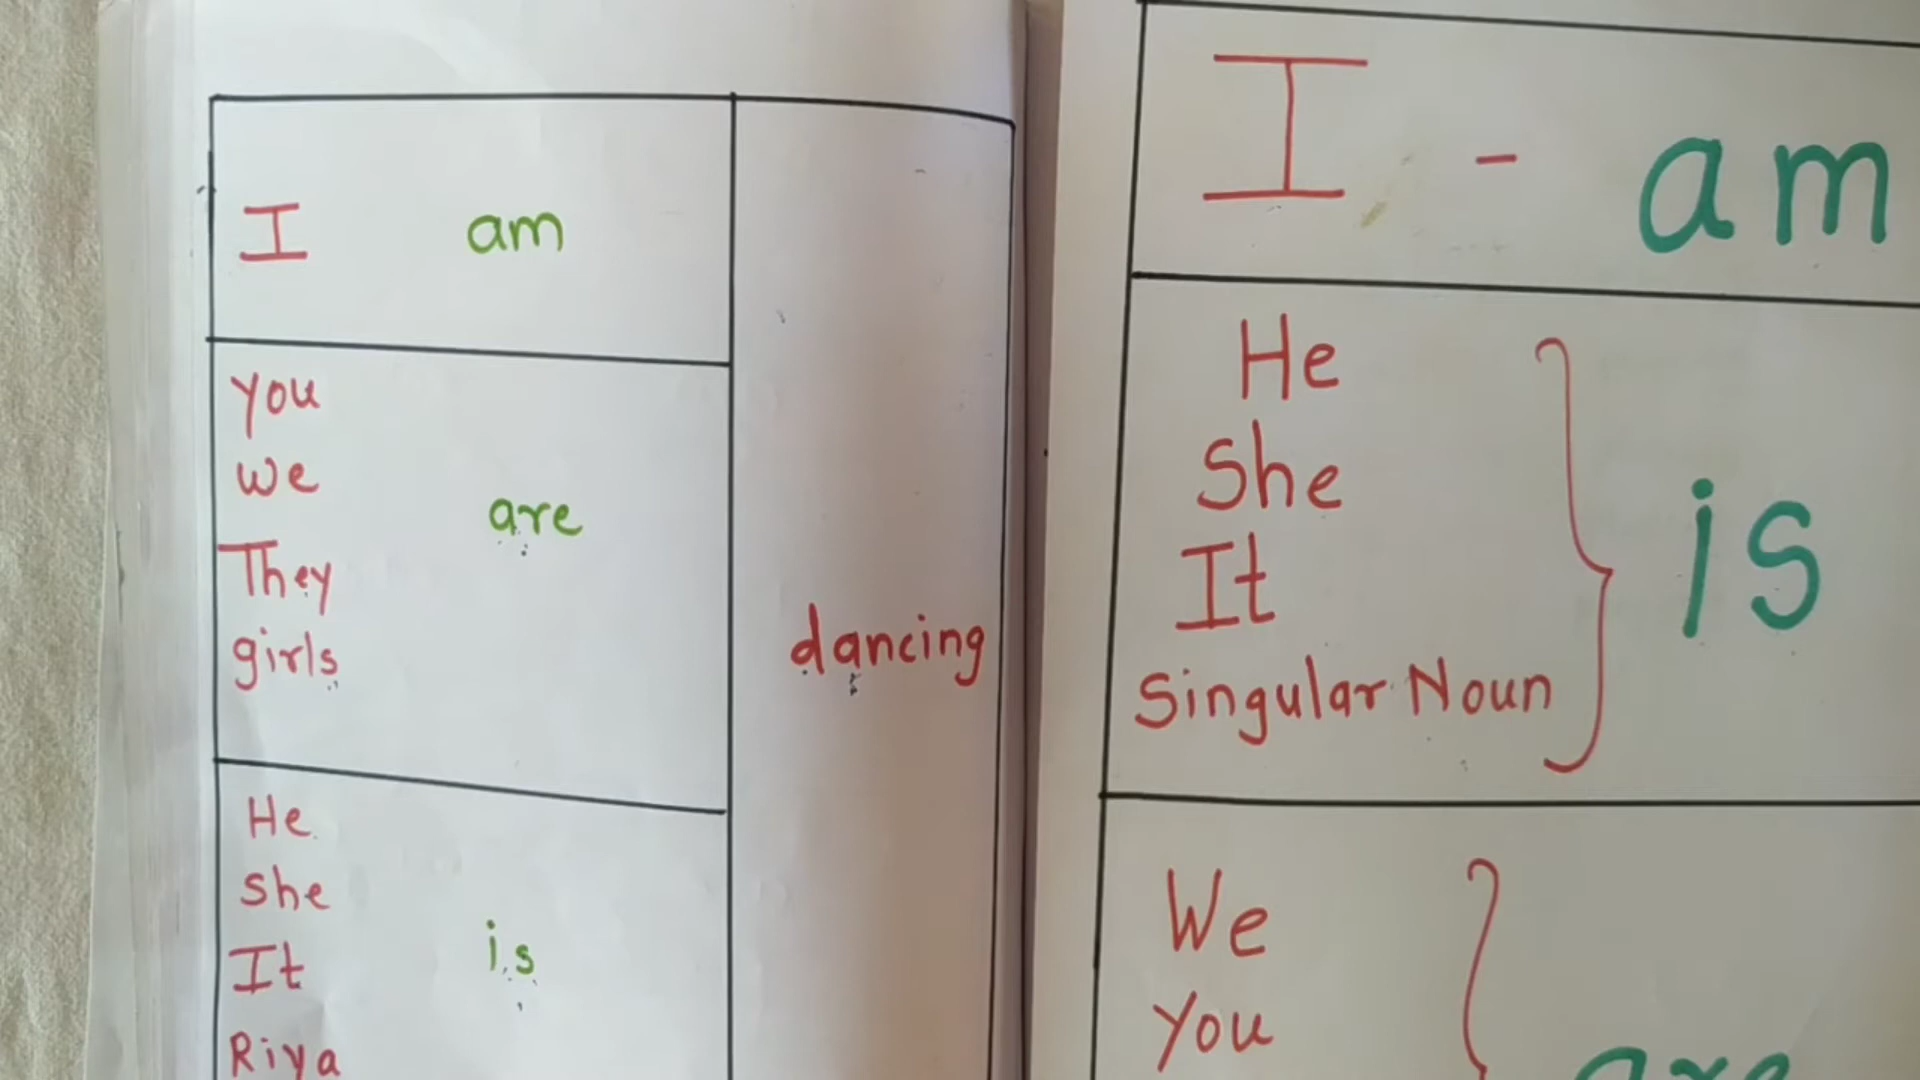 I am
you
we
are
They
girls
dancing
He
She
It
is
Riya
I - am
He
She
It
Singular Noun
is
We
You
are